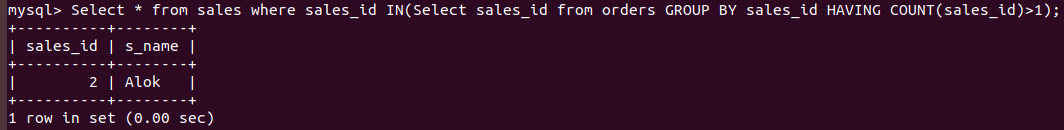 mysql> Select * from sales where sales_id IN(Select sales_id from orders GROUP BY sales_id HAVING COUNT(sales_id)>1);
+----------+--------+
| sales_id | s_name |
+----------+--------+
|        2 | Alok   |
+----------+--------+
1 row in set (0.00 sec)